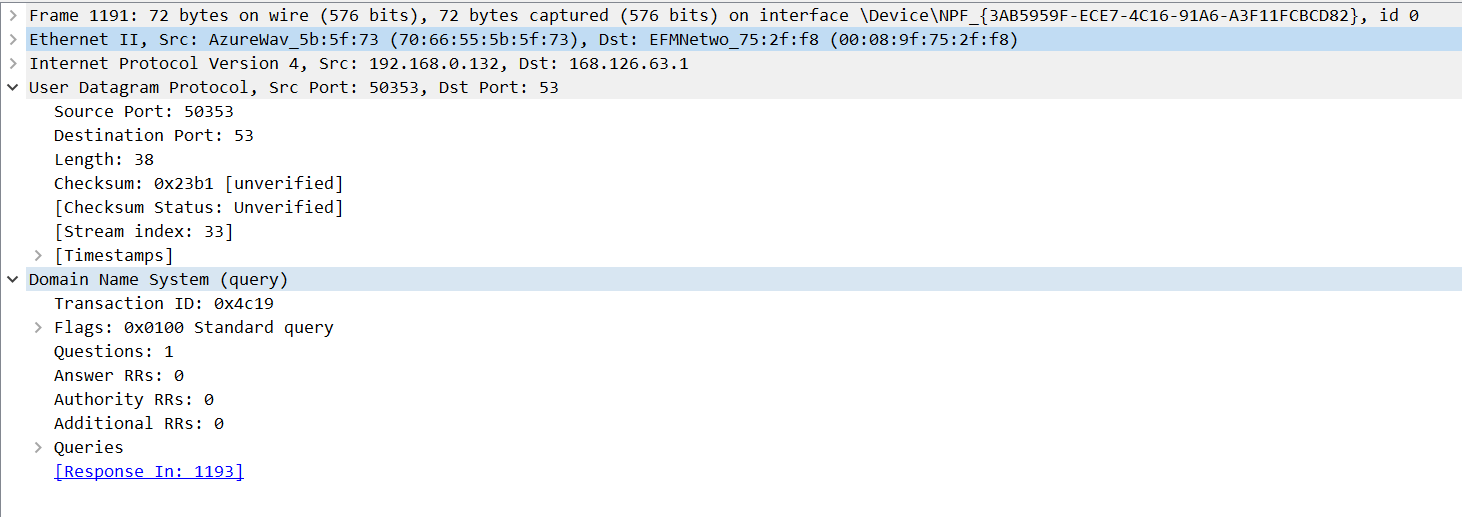 Frame 1191: 72 bytes on wire (576 bits), 72 bytes captured (576 bits) on interface \Device\NPF_{3AB5959F-ECE7-4C16-91A6-A3F11FCBCD82}, id 0
Ethernet II, Src: AzureWav_5b:5f:73 (70:66:55:5b:5f:73), Dst: EFMNetwo_75:2f:f8 (00:08:9f:75:2f:f8)
Internet Protocol Version 4, Src: 192.168.0.132, Dst: 168.126.63.1
User Datagram Protocol, Src Port: 50353, Dst Port: 53
Source Port: 50353
Destination Port: 53
Length: 38
Checksum: 0x23b1 [unverified]
[Checksum Status: Unverified]
[Stream index: 33]
[Timestamps]
Domain Name System (query)
Transaction ID: 0x4c19
Flags: 0x0100 Standard query
Questions: 1
Answer RRs: 0
Authority RRs: 0
Additional RRs: 0
Queries
[Response In: 1193]